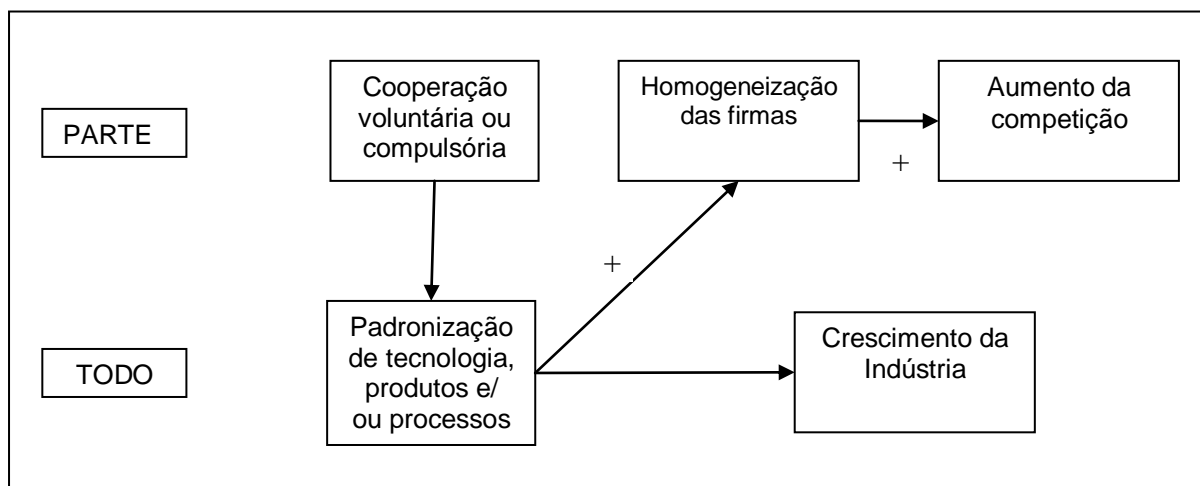 PARTE
Cooperação
voluntária ou
compulsória
Homogeneização
das firmas
+
Aumento da
competição
+
TODO
Padronização
de tecnologia,
produtos e/
ou processos
Crescimento da
Indústria